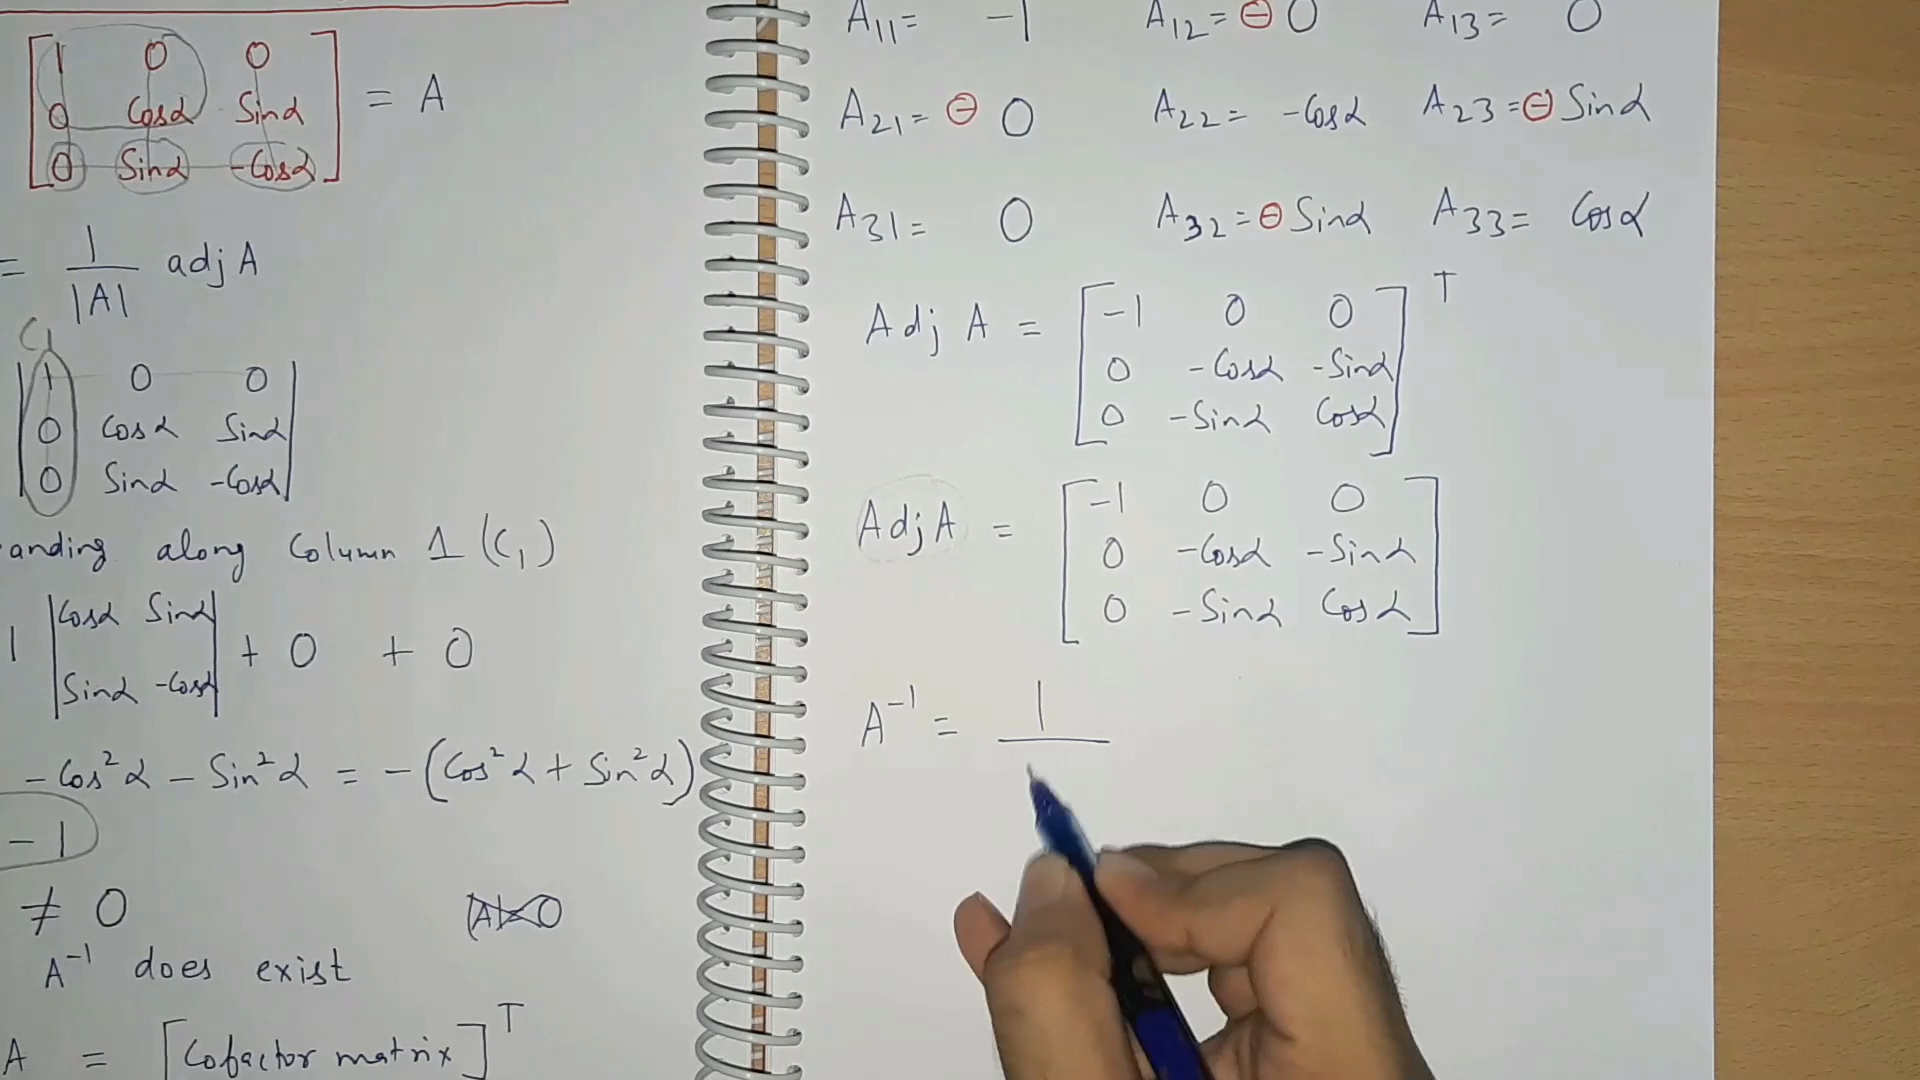 [1 0 0
0 Cosα Sinα
0 Sinα -Cosα] = A
= 1/|A| adj A
C1
|1 0 0
0 Cosα Sinα
0 Sinα -Cosα|
anding along Column 1 (C1)
1 |Cosα Sinα
Sinα -Cosα| + 0 + 0
-Cos²α - Sin²α = -(Cos²α + Sin²α)
-1
≠ 0
A⁻¹ does exist
A = [Cofactor matrix]ᵀ
A11 = -1 A12 = ⊖ 0 A13 = 0
A21 = ⊖ 0 A22 = -Cosα A23 = ⊖ Sinα
A31 = 0 A32 = ⊖ Sinα A33 = Cosα
Adj A = [-1 0 0
0 -Cosα -Sinα
0 -Sinα Cosα]ᵀ
Adj A = [-1 0 0
0 -Cosα -Sinα
0 -Sinα Cosα]
A⁻¹ = 1/